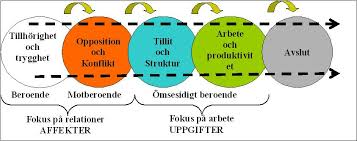 Tillhörighet
och
trygghet
Opposition
och
Konflikt
Tillit
och
Struktur
Arbete
och
produktivit
et
Avslut
Beroende
Motberoende
Ömsesidigt beroende
Fokus på relationer
AFFEKTER
Fokus på arbete
UPPGIFTER